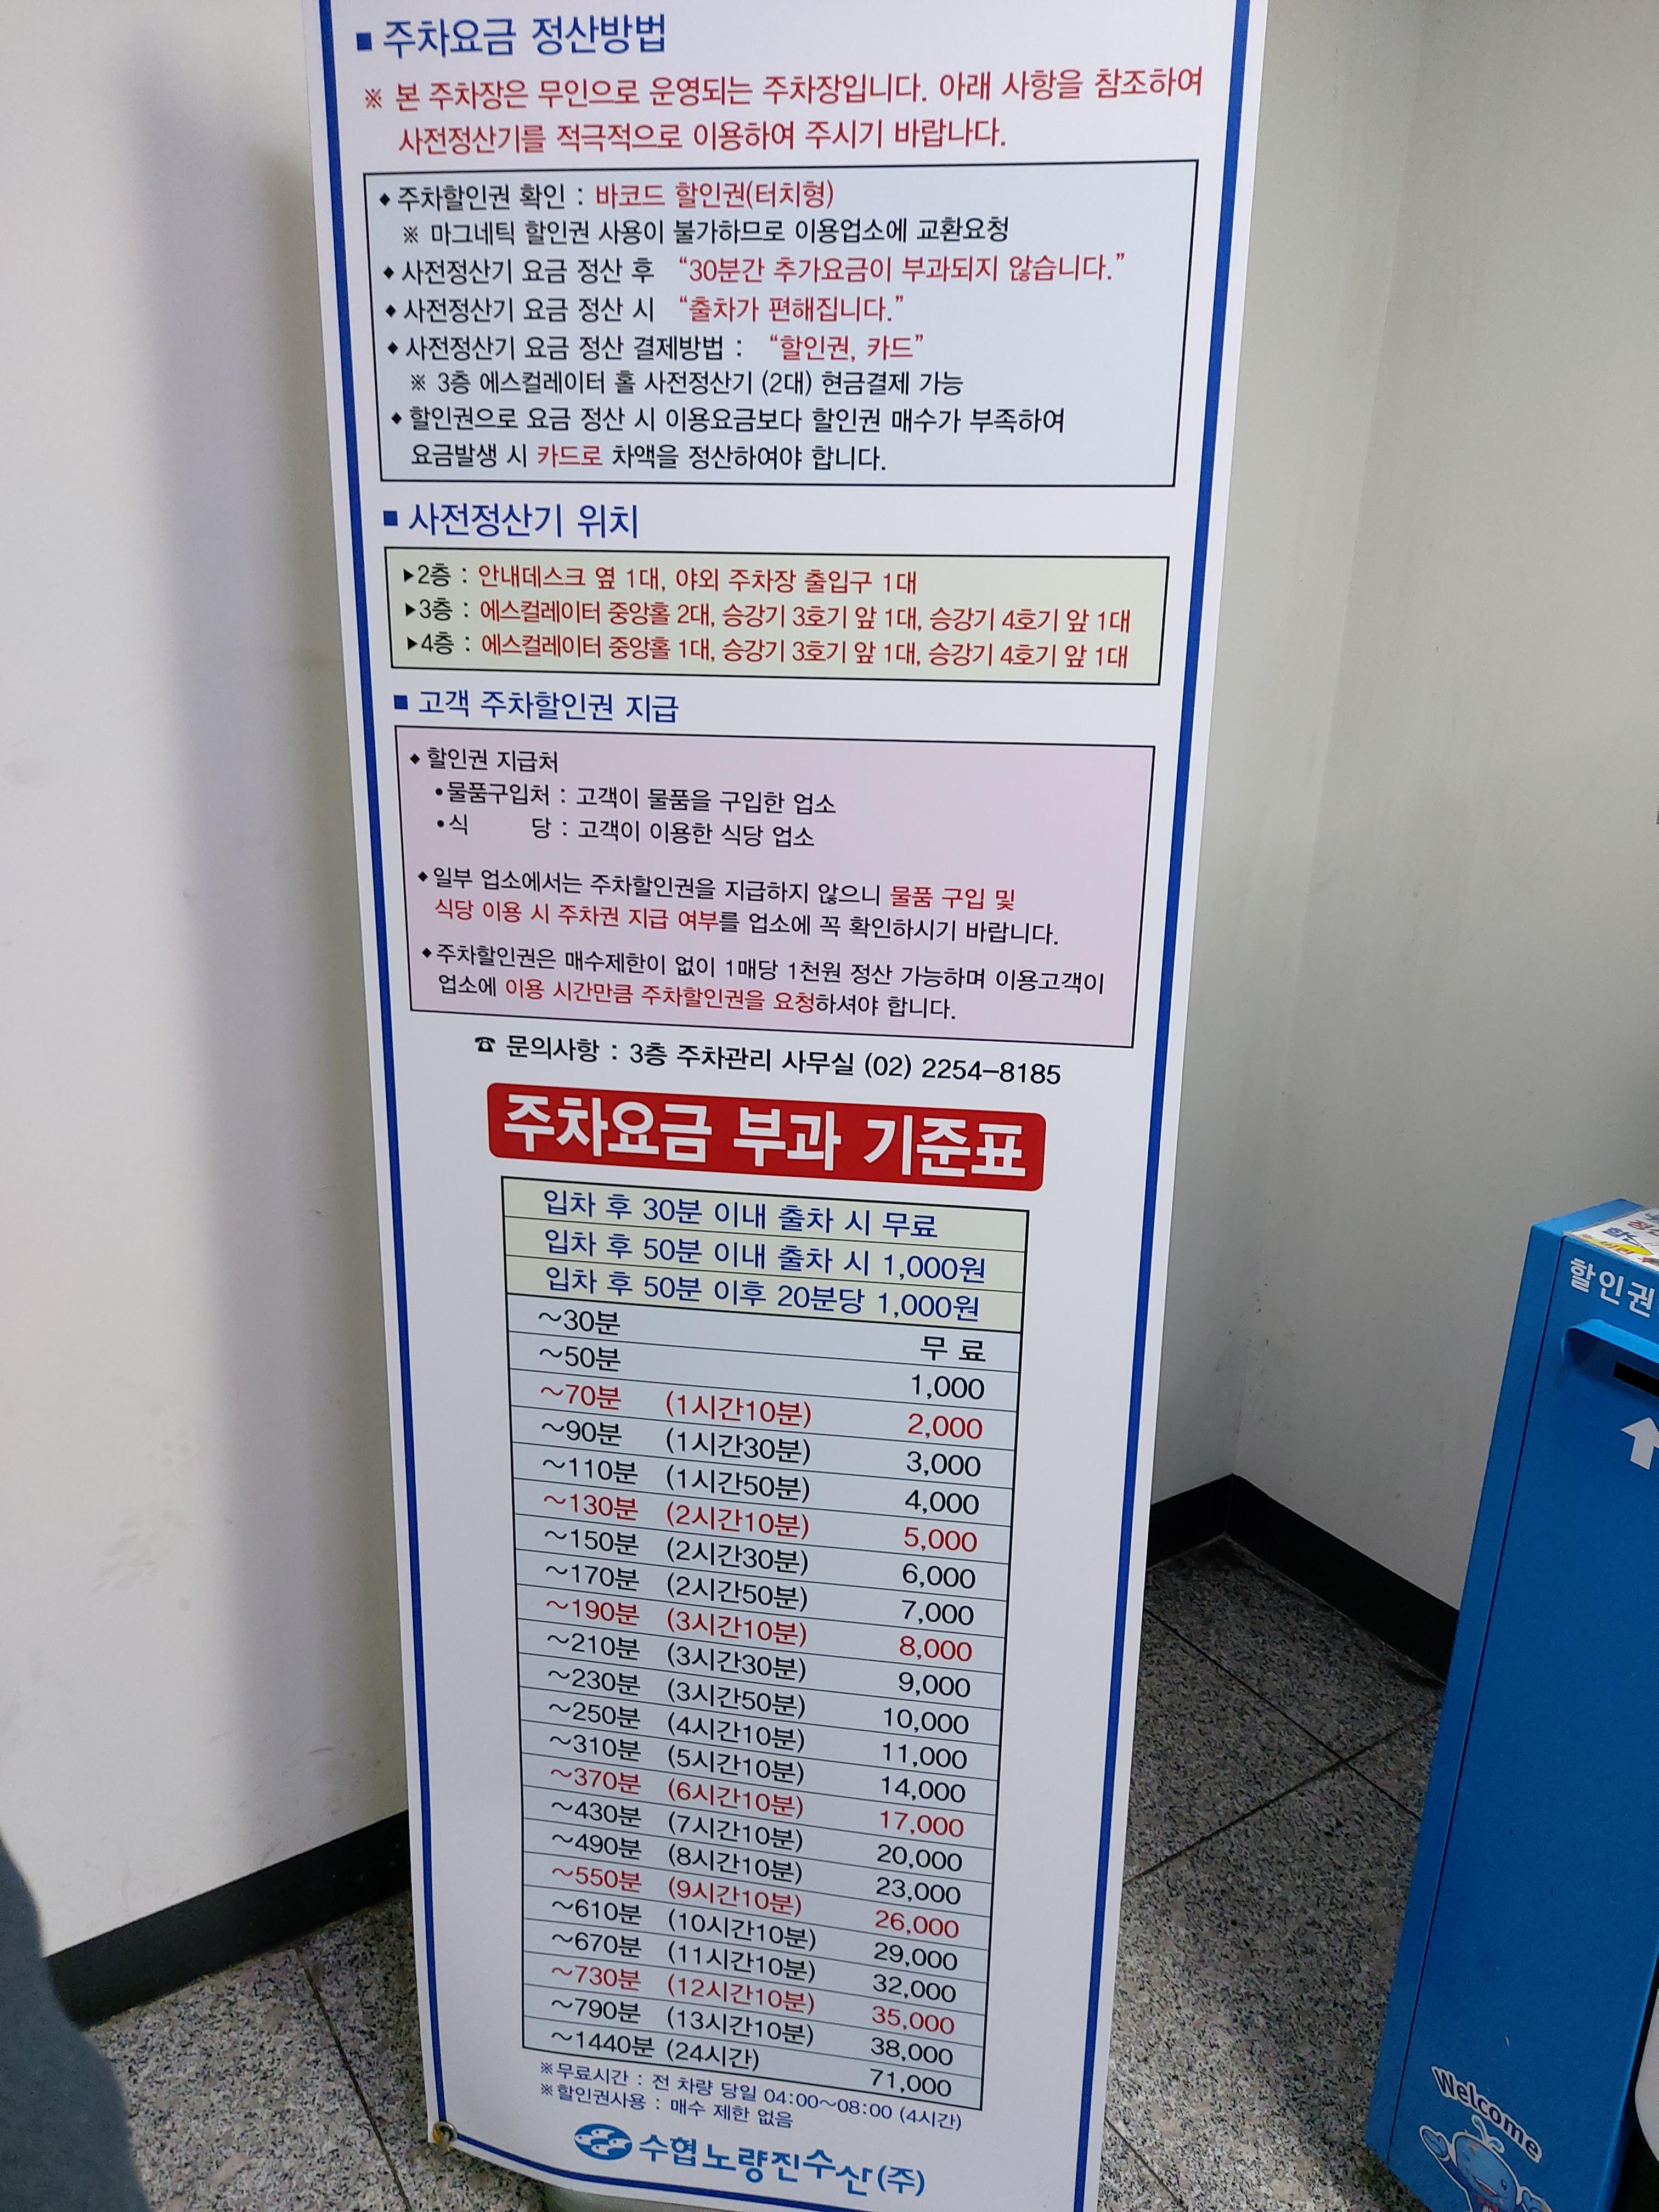 ■ 주차요금 정산방법
※ 본 주차장은 무인으로 운영되는 주차장입니다. 아래 사항을 참조하여
사전정산기를 적극적으로 이용하여 주시기 바랍나다.
◆ 주차할인권 확인 : 바코드 할인권(터치형)
※ 마그네틱 할인권 사용이 불가하므로 이용업소에 교환요청
◆ 사전정산기 요금 정산 후 “30분간 추가요금이 부과되지 않습니다.”
◆ 사전정산기 요금 정산 시 “출차가 편해집니다.”
◆ 사전정산기 요금 정산 결제방법 : “할인권, 카드”
※ 3층 에스컬레이터 홀 사전정산기 (2대) 현금결제 가능
◆ 할인권으로 요금 정산 시 이용요금보다 할인권 매수가 부족하여
요금발생 시 카드로 차액을 정산하여야 합니다.
■ 사전정산기 위치
▶2층 : 안내데스크 옆 1대, 야외 주차장 출입구 1대
▶3층 : 에스컬레이터 중앙홀 2대, 승강기 3호기 앞 1대, 승강기 4호기 앞 1대
▶4층 : 에스컬레이터 중앙홀 1대, 승강기 3호기 앞 1대, 승강기 4호기 앞 1대
■ 고객 주차할인권 지급
◆ 할인권 지급처
•물품구입처 : 고객이 물품을 구입한 업소
•식 당 : 고객이 이용한 식당 업소
◆ 일부 업소에서는 주차할인권을 지급하지 않으니 물품 구입 및
식당 이용 시 주차권 지급 여부를 업소에 꼭 확인하시기 바랍니다.
◆ 주차할인권은 매수제한이 없이 1매당 1천원 정산 가능하며 이용고객이
업소에 이용 시간만큼 주차할인권을 요청하셔야 합니다.
☎ 문의사항 : 3층 주차관리 사무실 (02) 2254-8185
주차요금 부과 기준표
입차 후 30분 이내 출차 시 무료
입차 후 50분 이내 출차 시 1,000원
입차 후 50분 이후 20분당 1,000원
~30분 무 료
~50분 1,000
~70분 (1시간10분) 2,000
~90분 (1시간30분) 3,000
~110분 (1시간50분) 4,000
~130분 (2시간10분) 5,000
~150분 (2시간30분) 6,000
~170분 (2시간50분) 7,000
~190분 (3시간10분) 8,000
~210분 (3시간30분) 9,000
~230분 (3시간50분) 10,000
~250분 (4시간10분) 11,000
~310분 (5시간10분) 14,000
~370분 (6시간10분) 17,000
~430분 (7시간10분) 20,000
~490분 (8시간10분) 23,000
~550분 (9시간10분) 26,000
~610분 (10시간10분) 29,000
~670분 (11시간10분) 32,000
~730분 (12시간10분) 35,000
~790분 (13시간10분) 38,000
~1440분 (24시간) 71,000
※무료시간 : 전 차량 당일 04:00~08:00 (4시간)
※할인권사용 : 매수 제한 없음
수협노량진수산(주)
할인권
Welcome